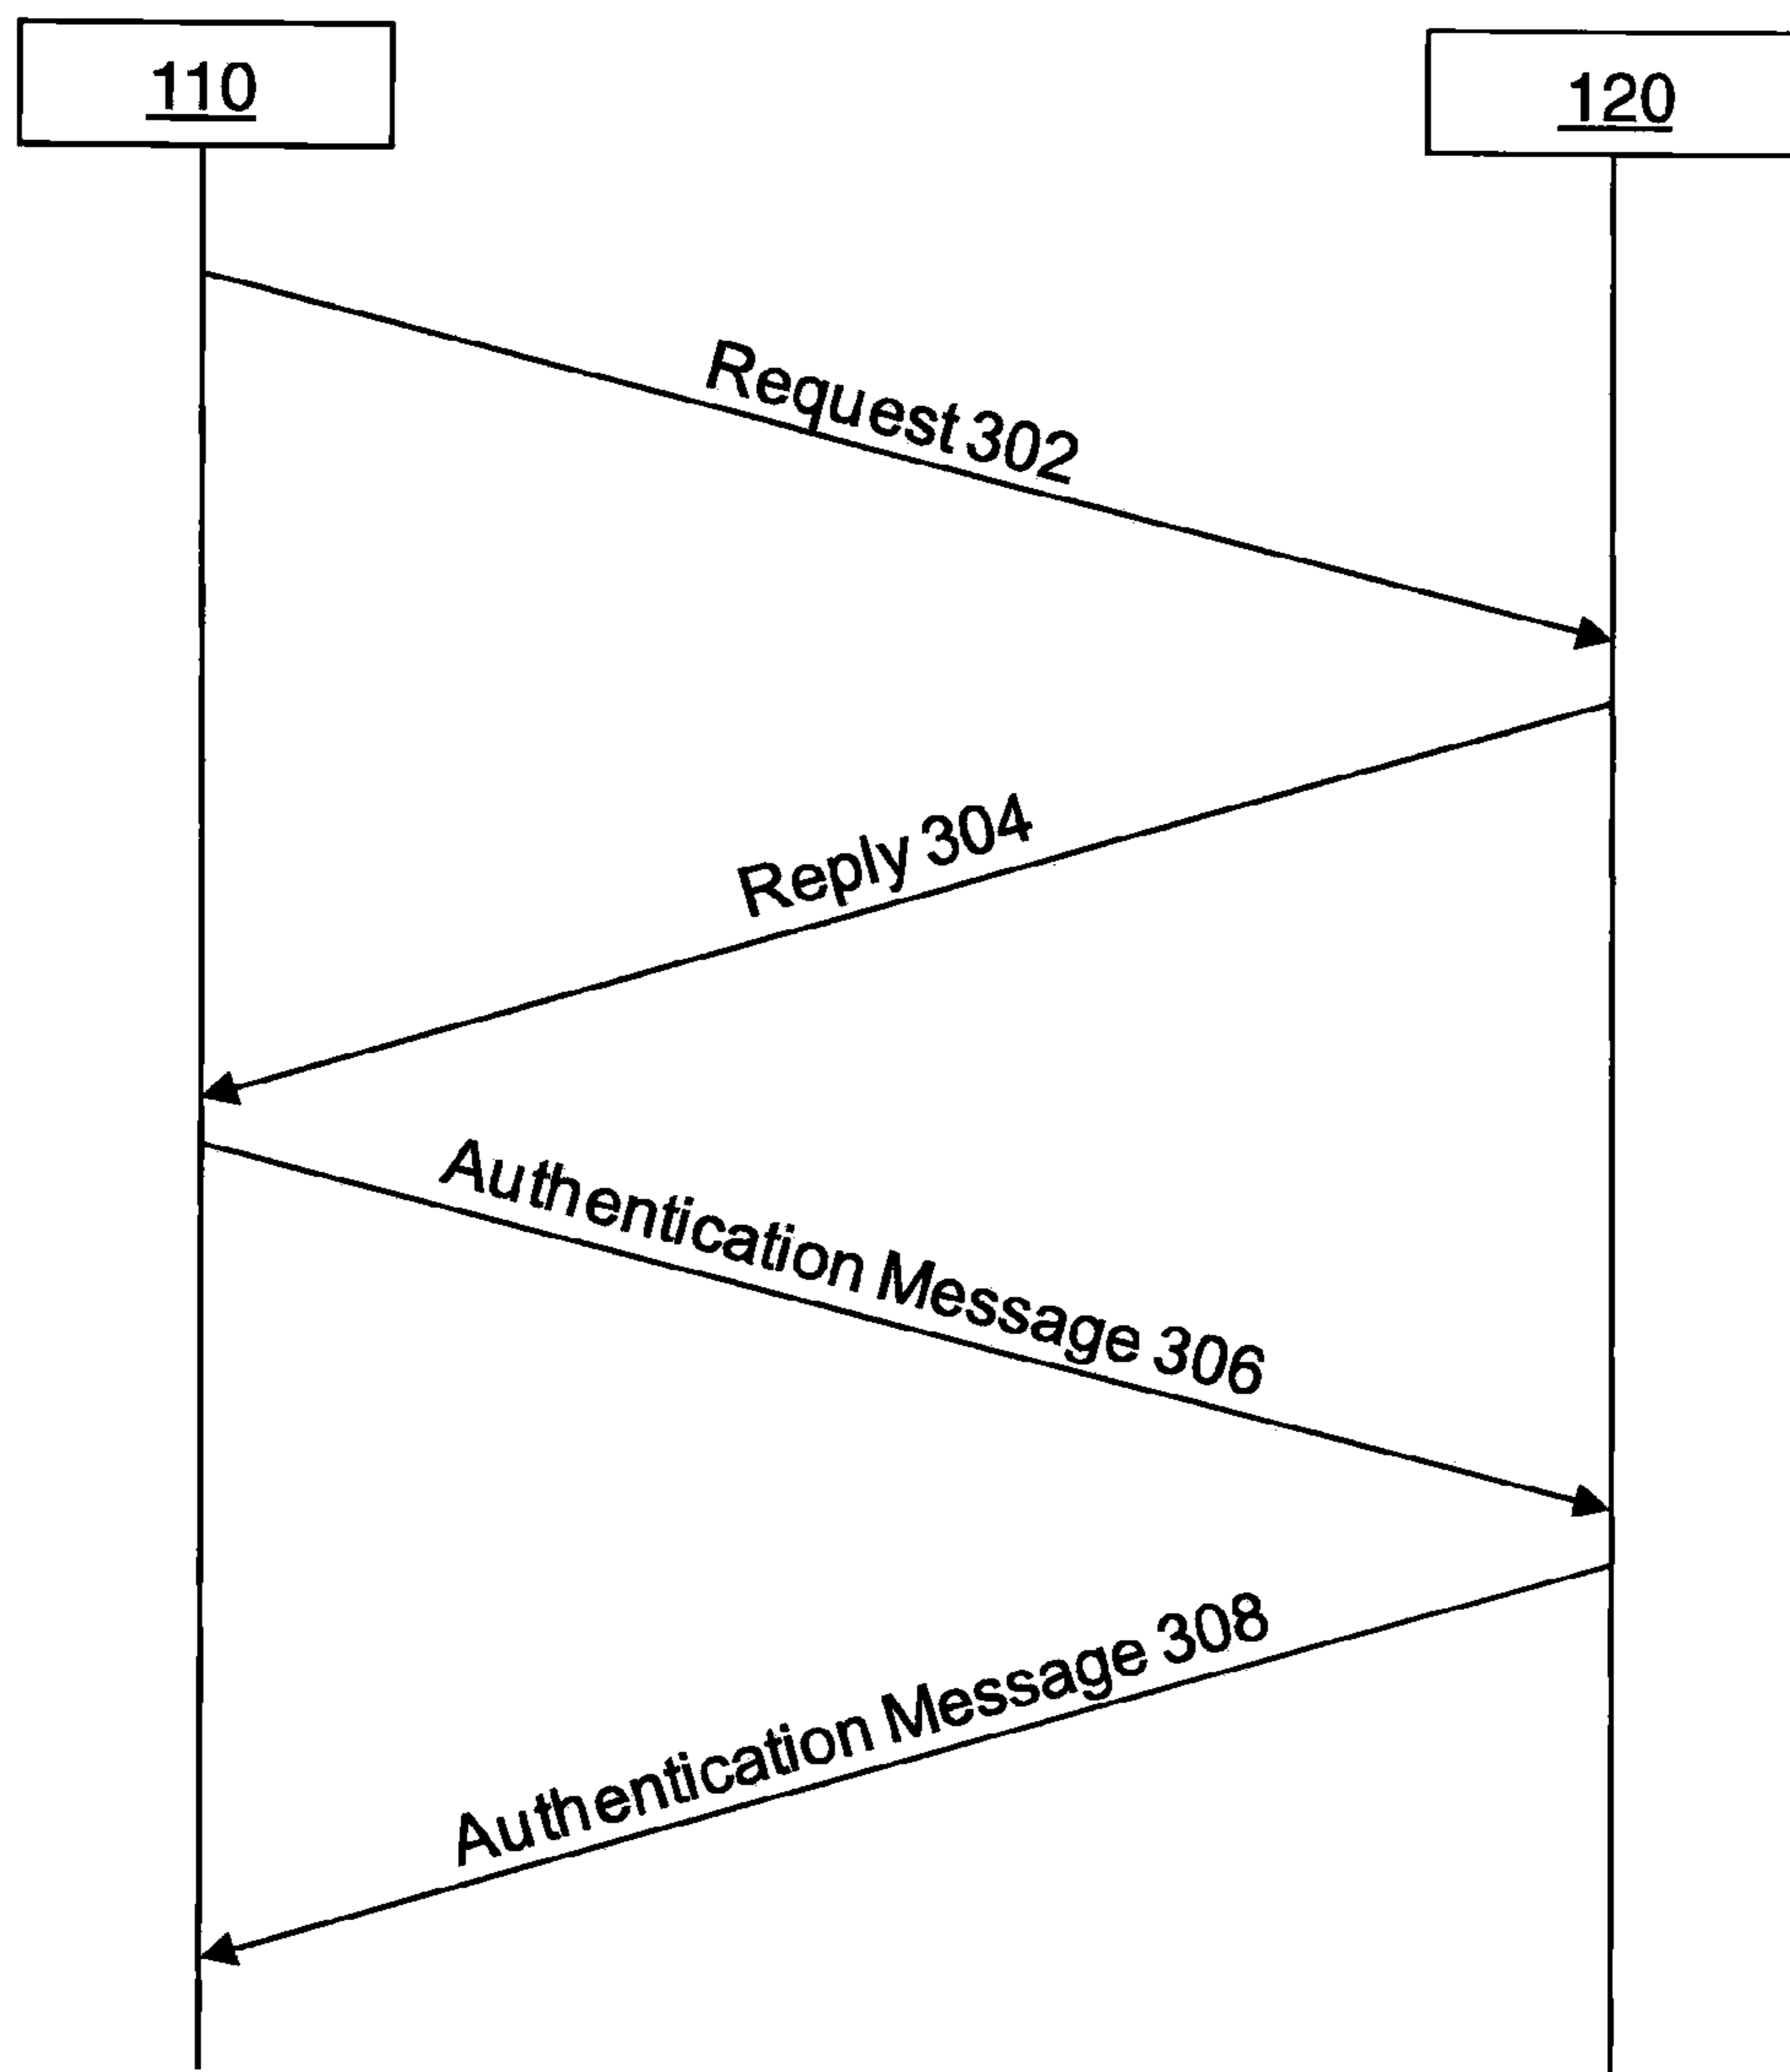 110
120
Request 302
Reply 304
Authentication Message 306
Authentication Message 308